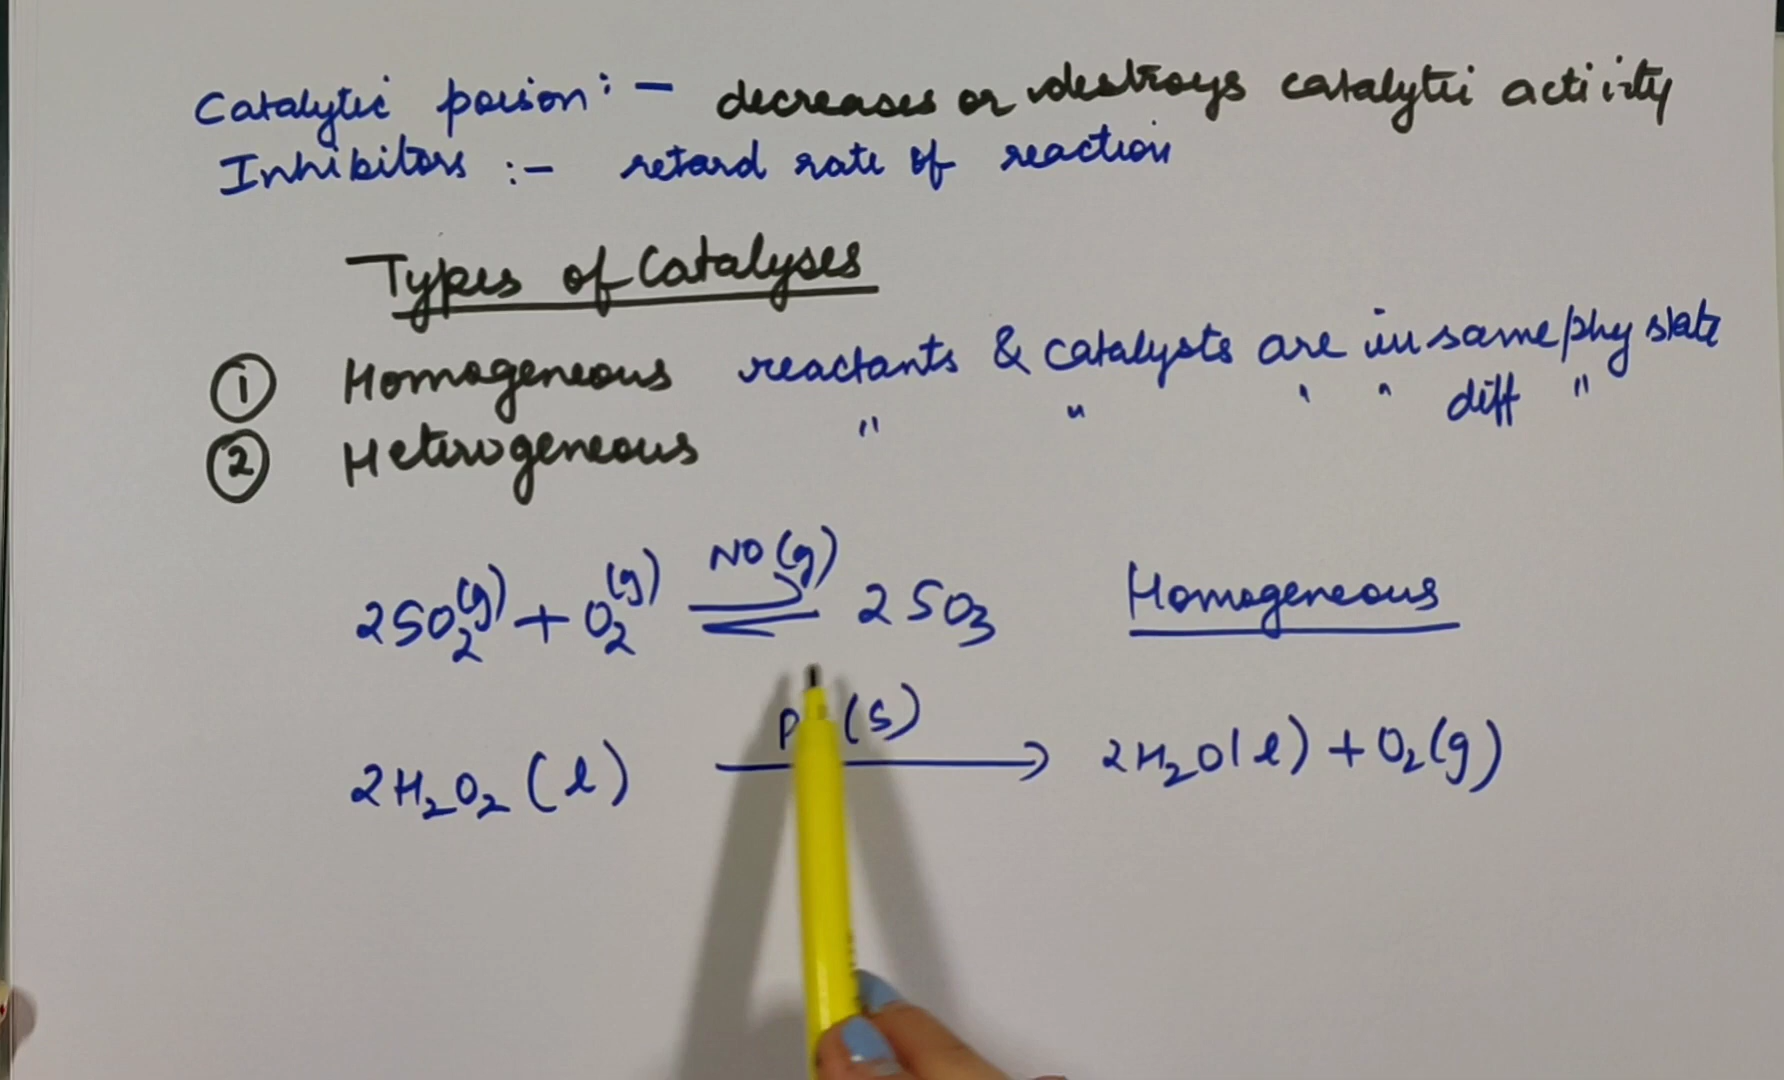 Catalytic poison :- decreases or destroys catalytic activity
Inhibitors :- retard rate of reaction
Types of Catalyses
① Homogeneous reactants & catalysts are in same phy state
② Heterogeneous " " " " diff "
2SO₂(g) + O₂(g) ⇌ NO(g) 2SO₃ Homogeneous
2H₂O₂(l) → (s) 2H₂O(l) + O₂(g)